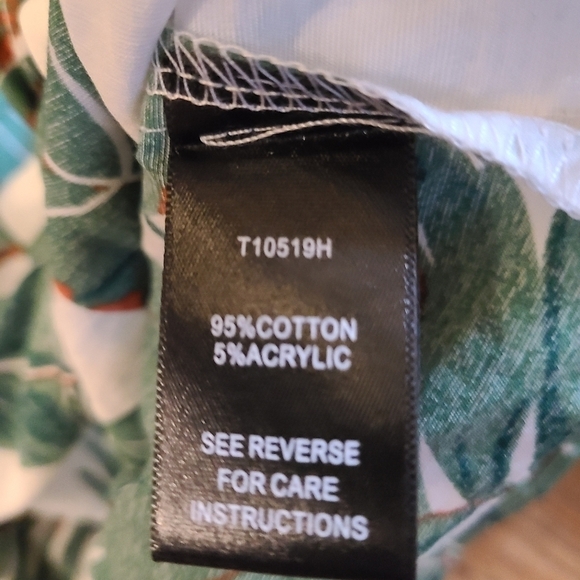 T10519H
95%COTTON
5%ACRYLIC
SEE REVERSE
FOR CARE
INSTRUCTIONS